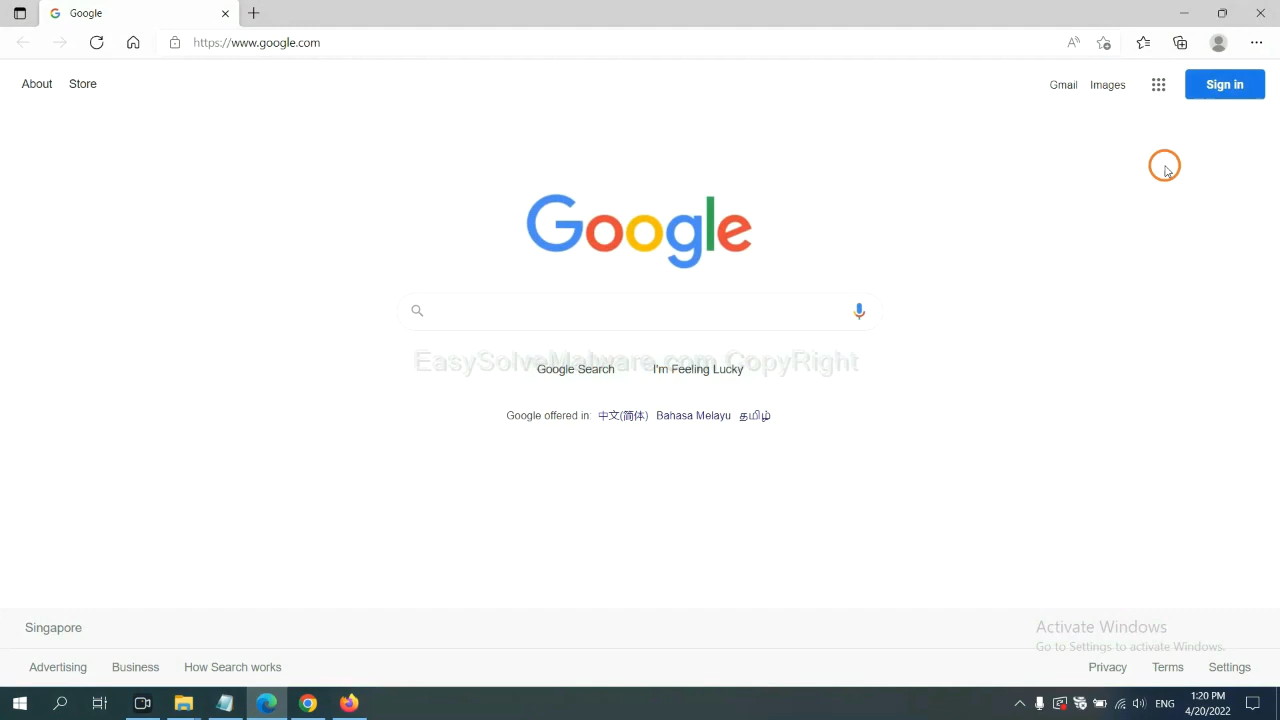 Google
https://www.google.com
About Store
Gmail Images Sign in
Google
EasySolveMalware.com CopyRight
Google Search I'm Feeling Lucky
Google offered in: 中文(简体) Bahasa Melayu தமிழ்
Singapore
Activate Windows
Go to Settings to activate Windows.
Advertising Business How Search works
Privacy Terms Settings
ENG
1:20 PM
4/20/2022